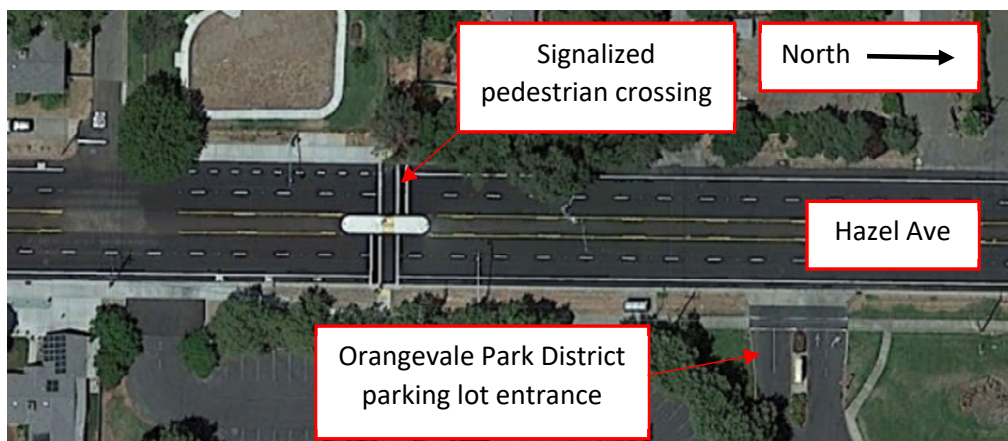 Signalized
pedestrian crossing
North
Hazel Ave
Orangevale Park District
parking lot entrance